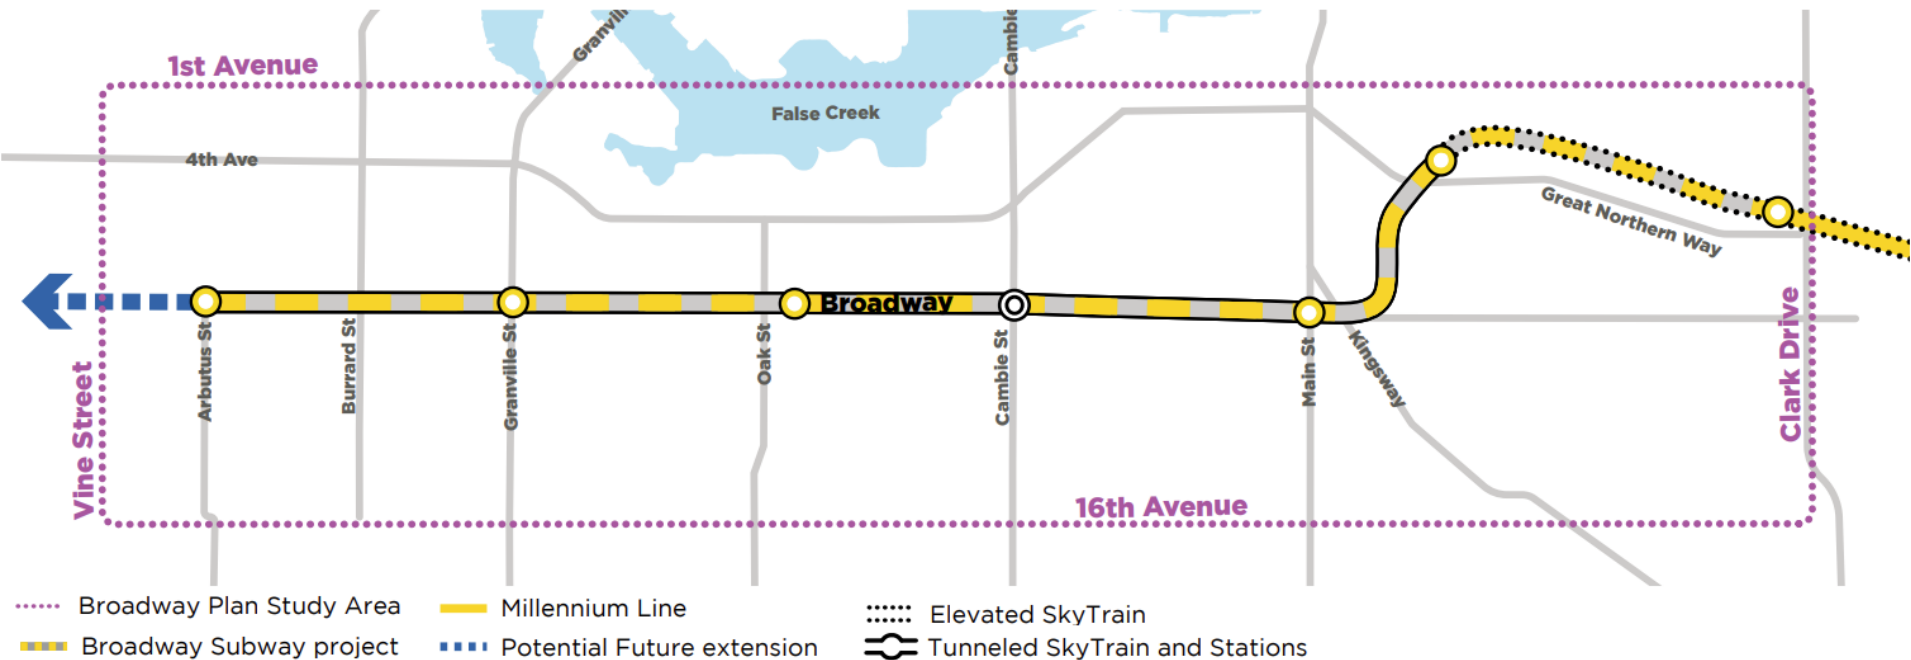 Granvill
Cambie
1st Avenue
False Creek
4th Ave
Great Northern Way
Broadway
Arbutus St
Burrard St
Granville St
Oak St
Cambie St
Main St
Kingsway
Clark Drive
Vine Street
16th Avenue
Broadway Plan Study Area
Millennium Line
Elevated SkyTrain
Broadway Subway project
Potential Future extension
Tunneled SkyTrain and Stations